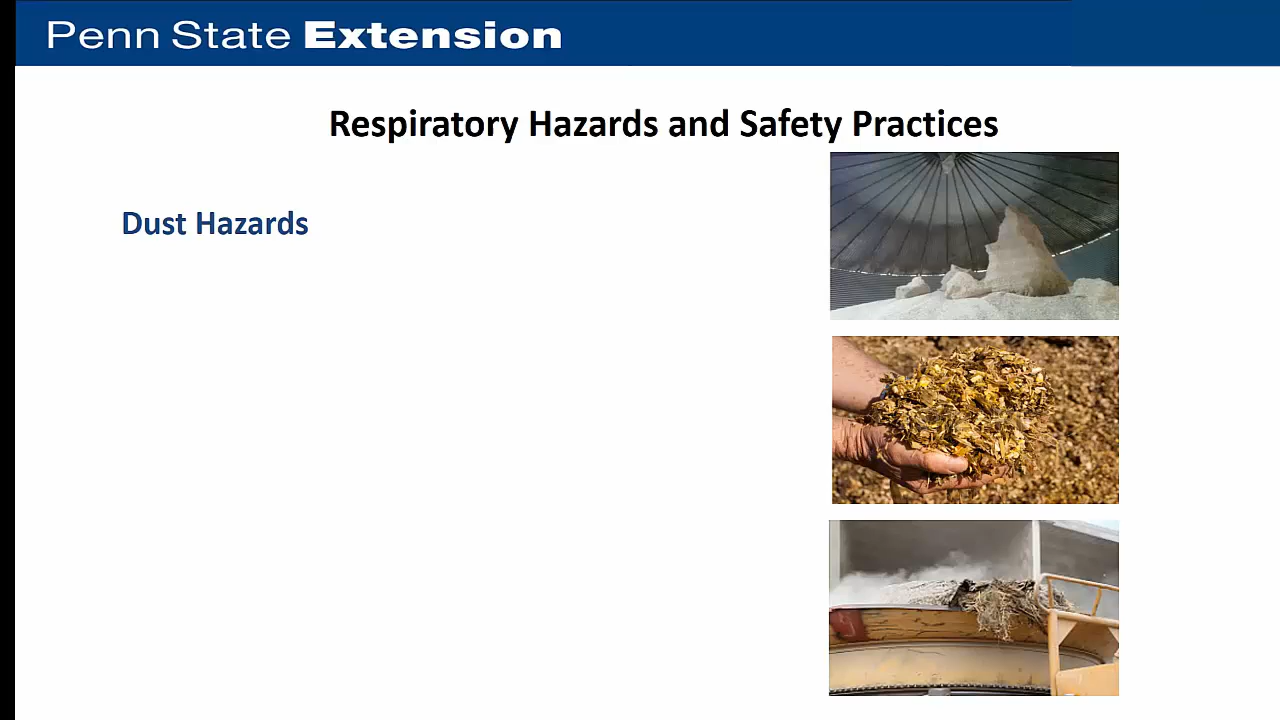 Penn State Extension
Respiratory Hazards and Safety Practices
Dust Hazards